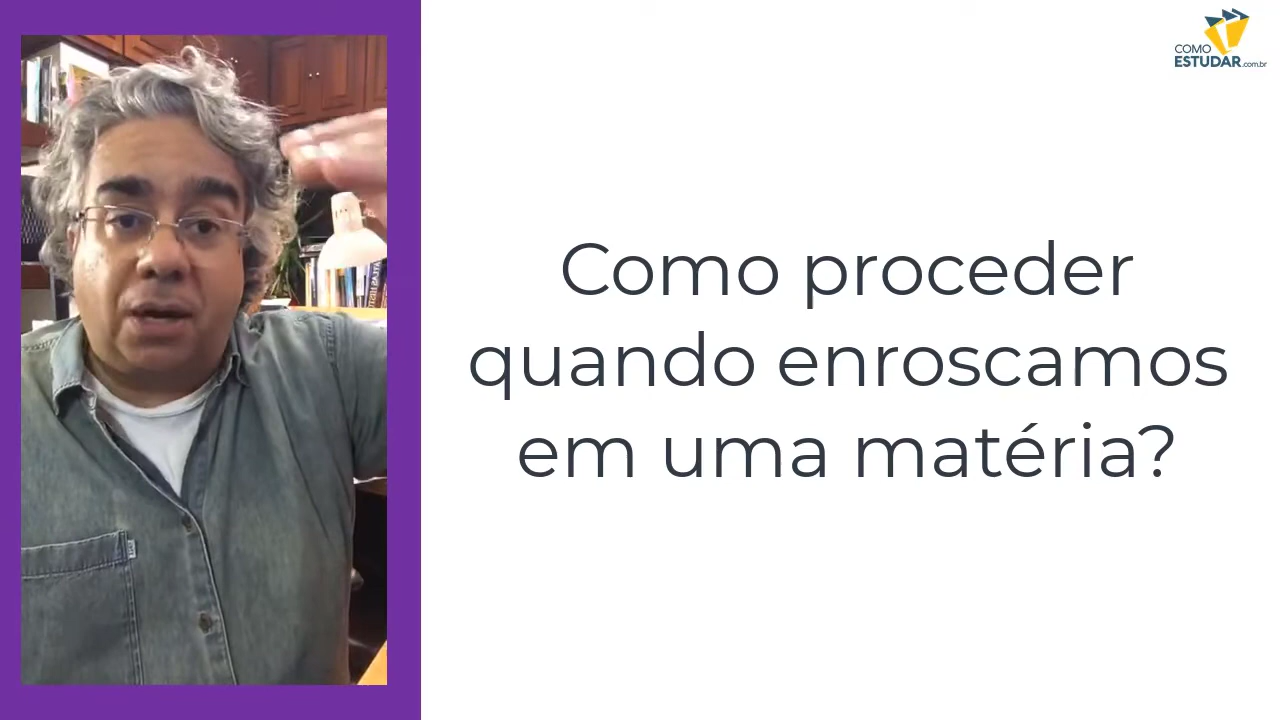 COMO
ESTUDAR.com.br
Como proceder
quando enroscamos
em uma matéria?